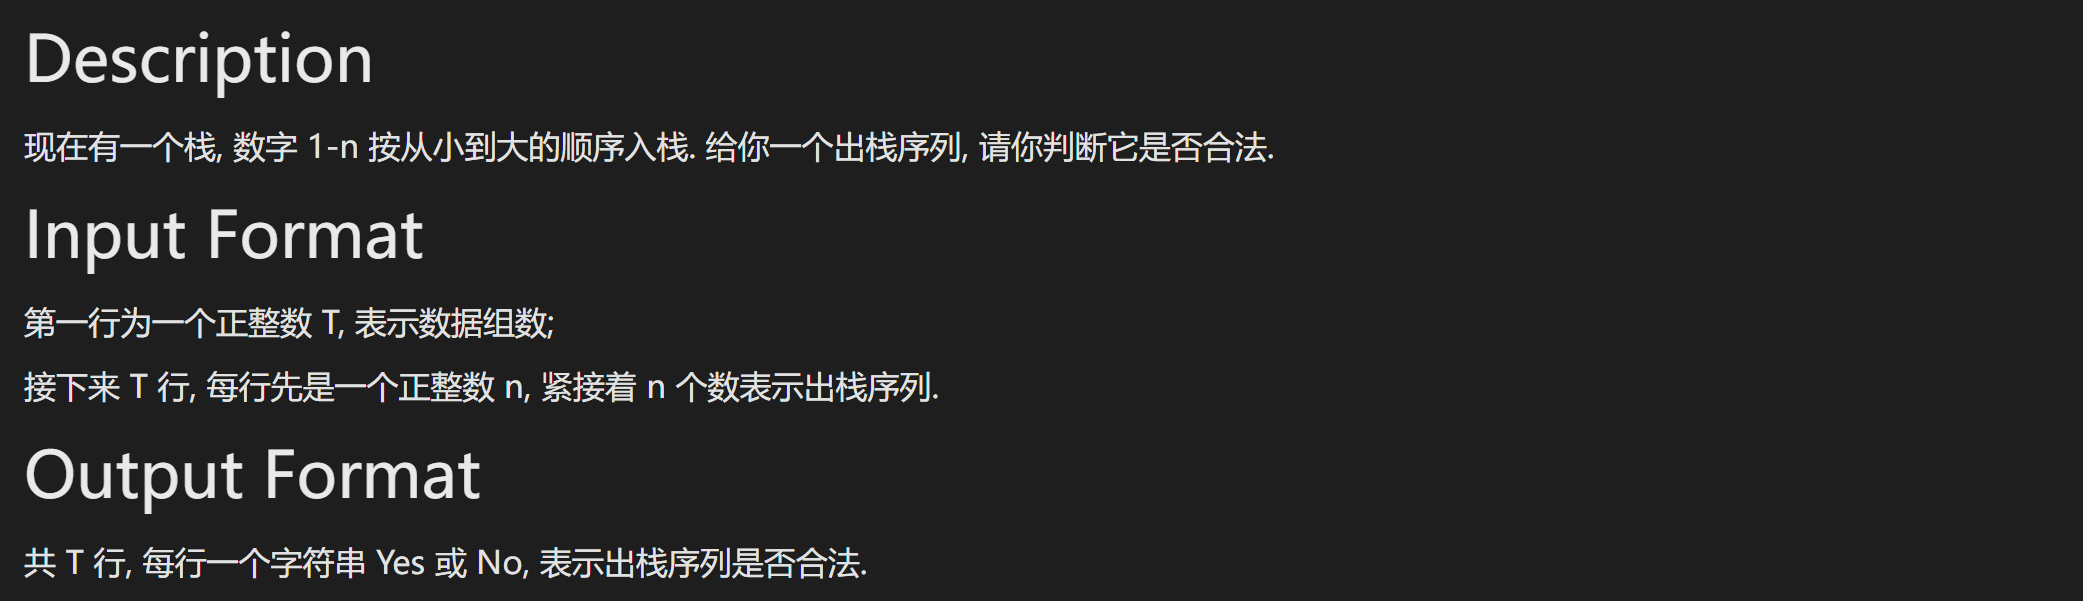 Description
现在有一个栈, 数字 1-n 按从小到大的顺序入栈. 给你一个出栈序列, 请你判断它是否合法.
Input Format
第一行为一个正整数 T, 表示数据组数;
接下来 T 行, 每行先是一个正整数 n, 紧接着 n 个数表示出栈序列.
Output Format
共 T 行, 每行一个字符串 Yes 或 No, 表示出栈序列是否合法.